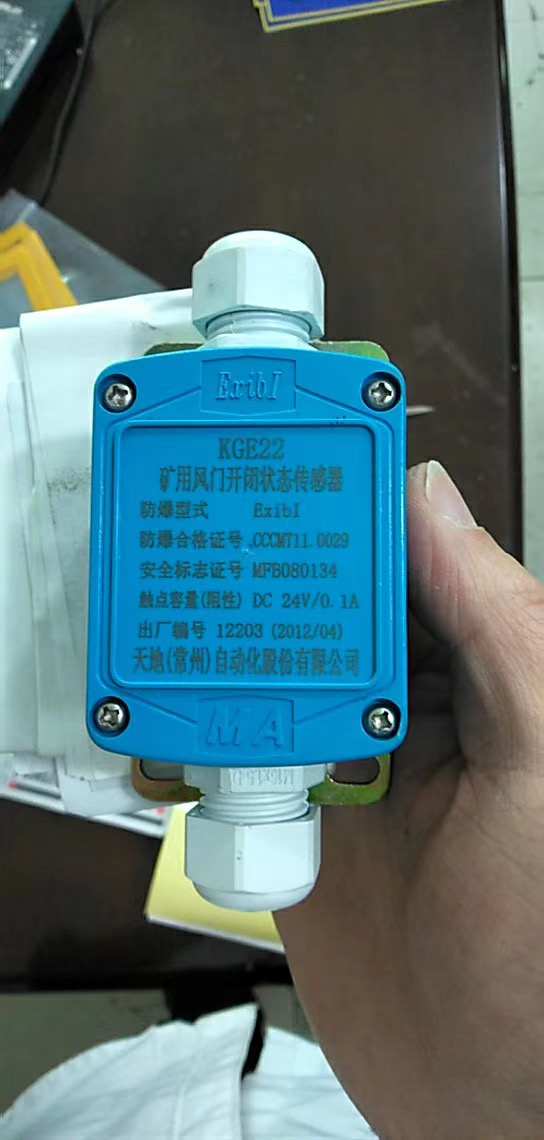 ExibI
KGE22
矿用风门开闭状态传感器
防爆型式 ExibI
防爆合格证号 CCCMT11.0029
安全标志证号 MFB080134
触点容量(阻性) DC 24V/0.1A
出厂编号 12203 (2012/04)
天地(常州)自动化股份有限公司
MA